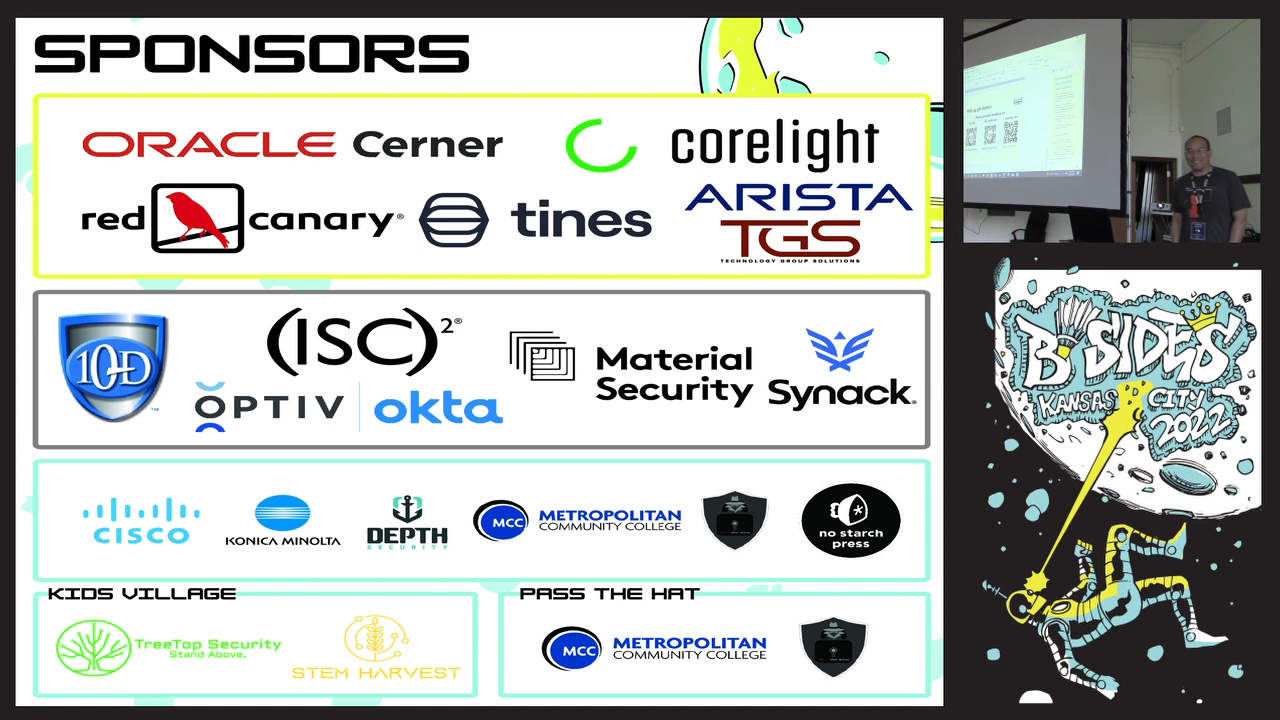 SPONSORS
ORACLE Cerner
corelight
red canary®
tines
ARISTA
TGS
TECHNOLOGY GROUP SOLUTIONS
10-D
™
(ISC)2®
OPTIV
okta
Material
Security
Synack®
CISCO
KONICA MINOLTA
DEPTH
SECURITY
MCC
METROPOLITAN
COMMUNITY COLLEGE
no starch
press
KIDS VILLAGE
TreeTop Security
Stand Above.
STEM HARVEST
PASS THE HAT
MCC
METROPOLITAN
COMMUNITY COLLEGE
B SIDES
KANSAS CITY
2022